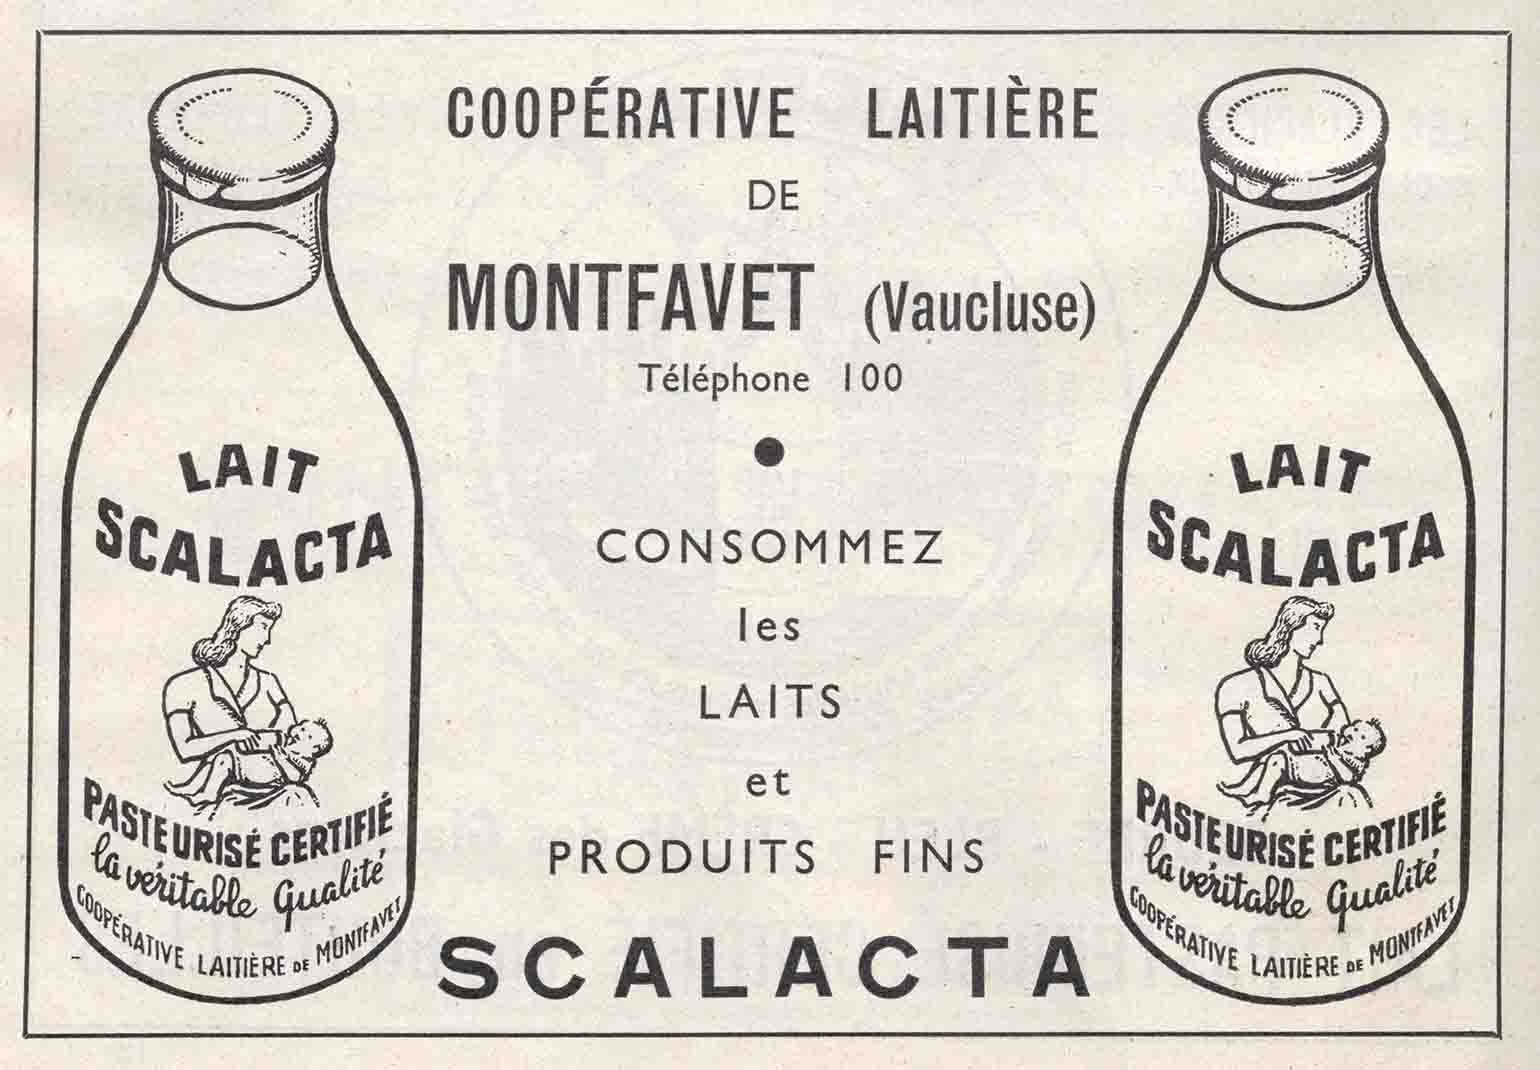 COOPÉRATIVE LAITIÈRE
DE
MONTFAVET (Vaucluse)
Téléphone 100
CONSOMMEZ
les
LAITS
et
PRODUITS FINS
SCALACTA
LAIT
SCALACTA
PASTEURISÉ CERTIFIÉ
la véritable Qualité
COOPÉRATIVE LAITIÈRE DE MONTFAVET
LAIT
SCALACTA
PASTEURISÉ CERTIFIÉ
la véritable Qualité
COOPÉRATIVE LAITIÈRE DE MONTFAVET